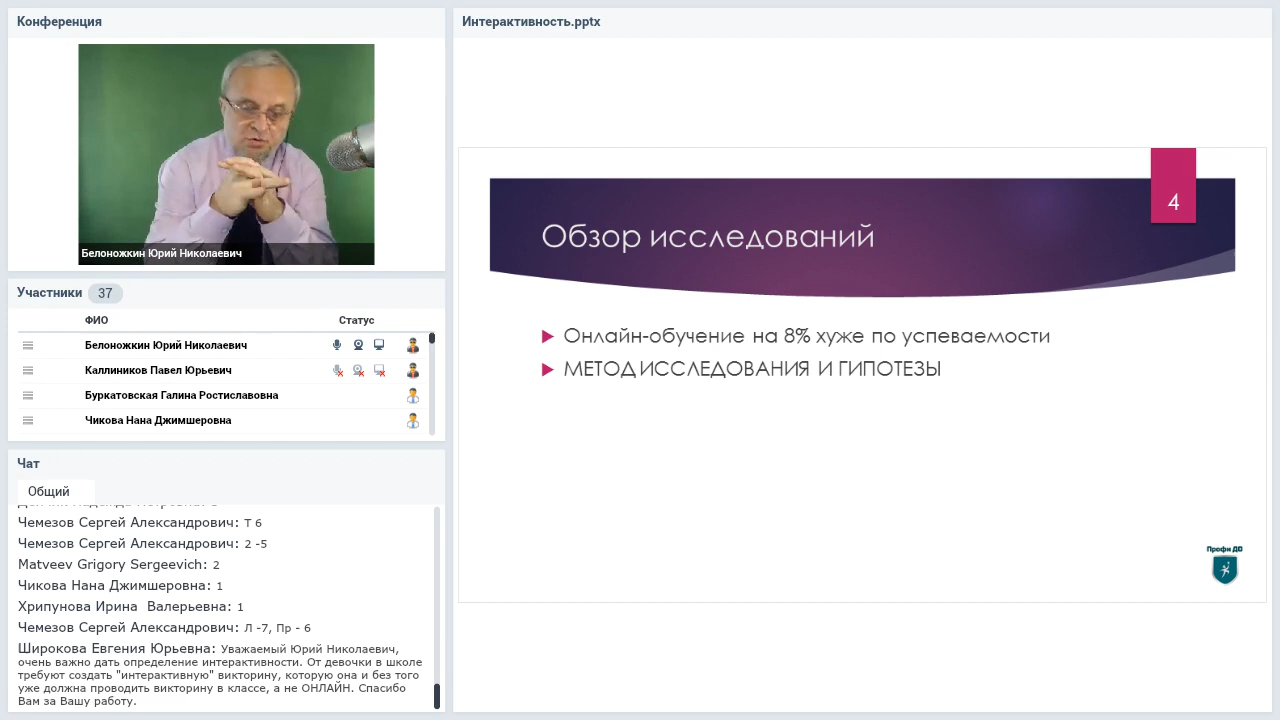 Конференция
Белоножкин Юрий Николаевич
Участники 37
ФИО Статус
Белоножкин Юрий Николаевич
Каллиников Павел Юрьевич
Буркатовская Галина Ростиславовна
Чикова Нана Джимшеровна
Чат
Общий
Чемезов Сергей Александрович: Т 6
Чемезов Сергей Александрович: 2 -5
Matveev Grigory Sergeevich: 2
Чикова Нана Джимшеровна: 1
Хрипунова Ирина Валерьевна: 1
Чемезов Сергей Александрович: Л -7, Пр - 6
Широкова Евгения Юрьевна: Уважаемый Юрий Николаевич,
очень важно дать определение интерактивности. От девочки в школе
требуют создать "интерактивную" викторину, которую она и без того
уже должна проводить викторину в классе, а не ОНЛАЙН. Спасибо
Вам за Вашу работу.
Интерактивность.pptx
4
Обзор исследований
Онлайн-обучение на 8% хуже по успеваемости
МЕТОД ИССЛЕДОВАНИЯ И ГИПОТЕЗЫ
Профи ДО